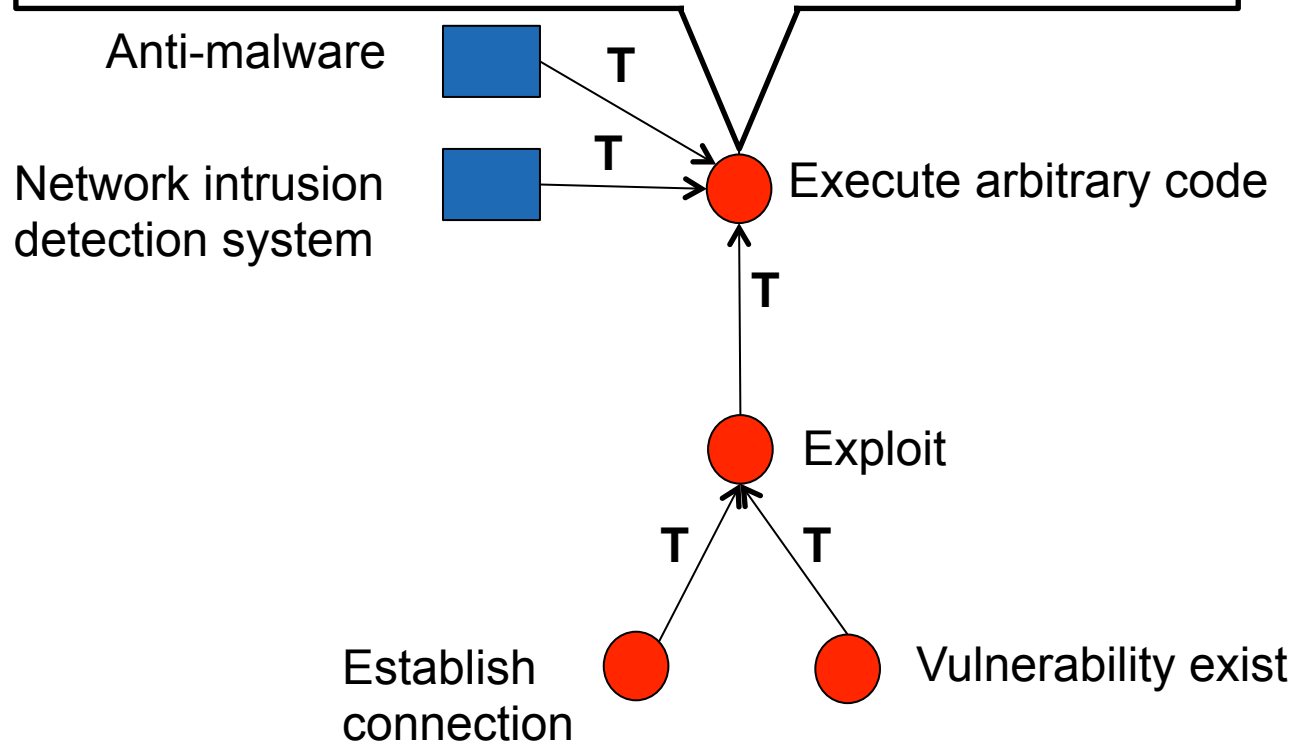 Anti-malware
T
T
Network intrusion
detection system
Execute arbitrary code
T
Exploit
T
T
Establish
connection
Vulnerability exist